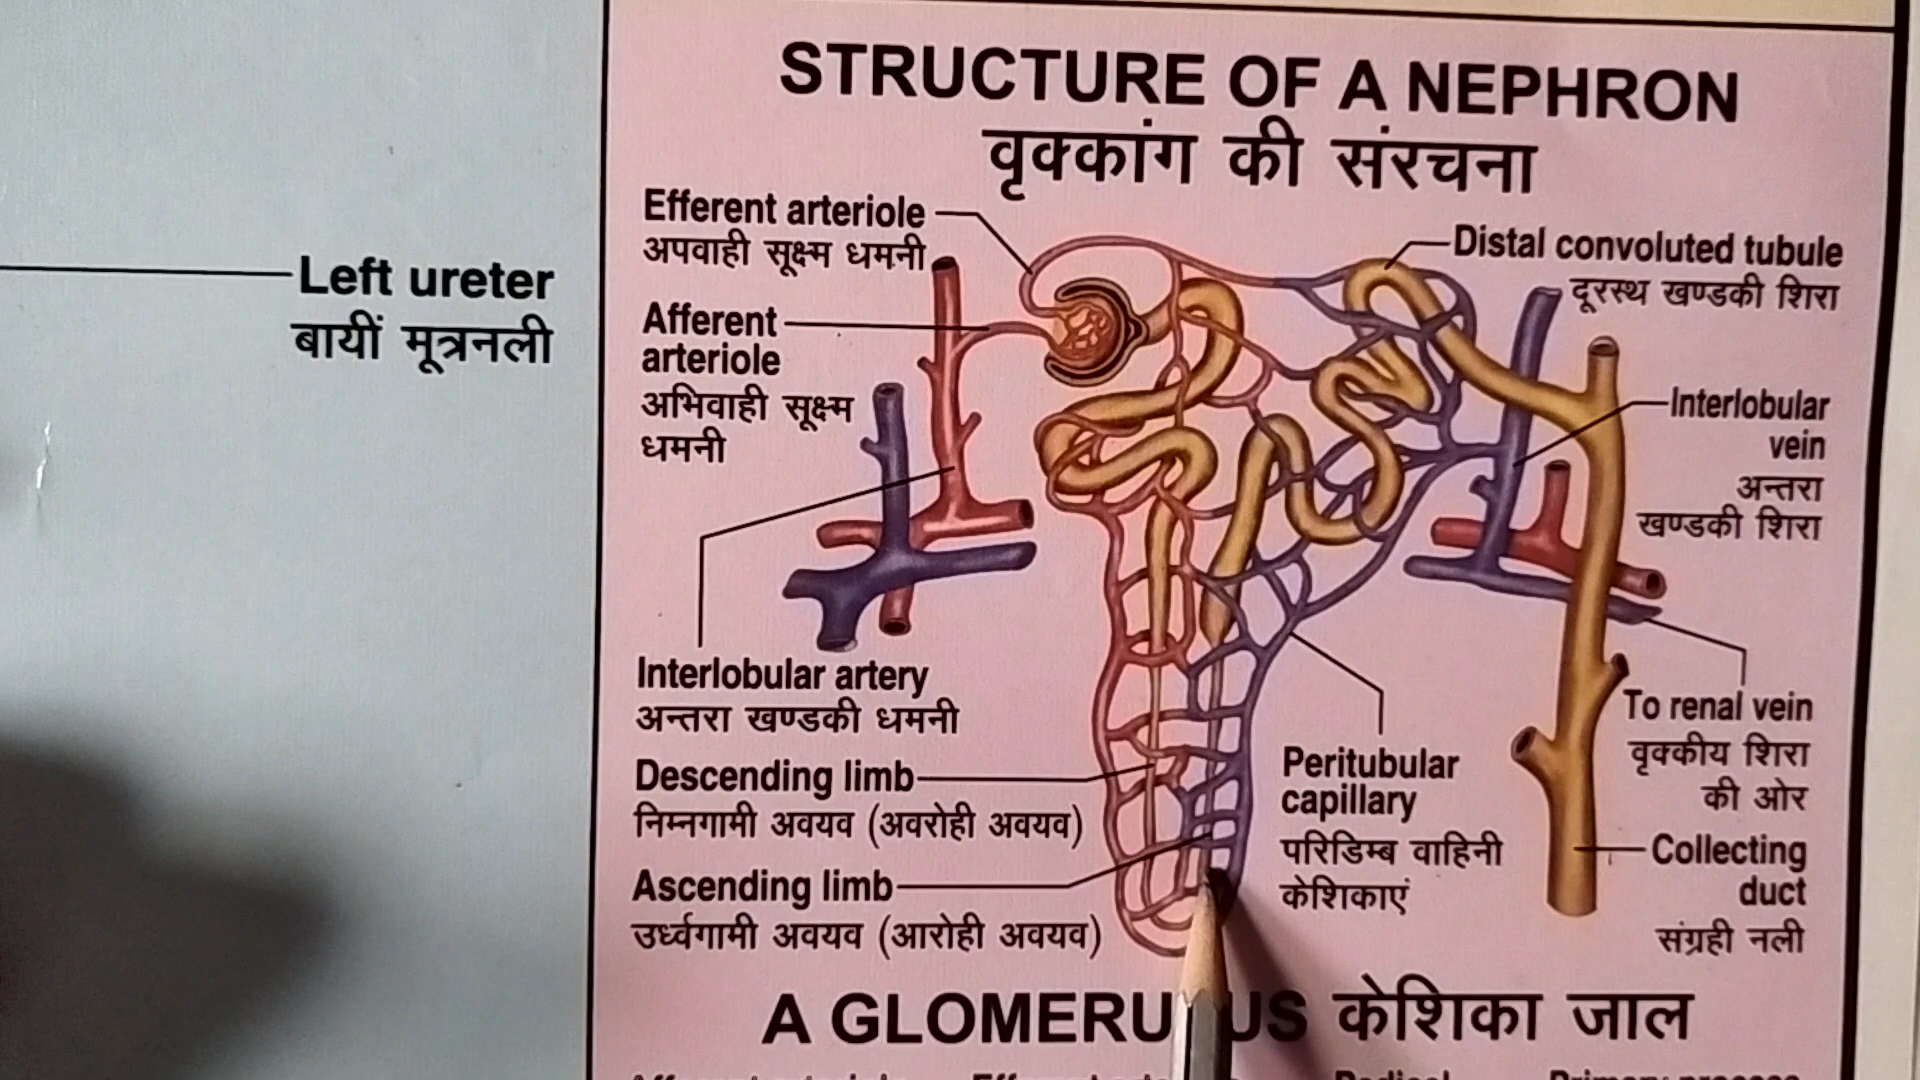 STRUCTURE OF A NEPHRON
वृक्कांग की संरचना
Left ureter
बायीं मूत्रनली
Efferent arteriole
अपवाही सूक्ष्म धमनी
Afferent
arteriole
अभिवाही सूक्ष्म
धमनी
Interlobular artery
अन्तरा खण्डकी धमनी
Descending limb
निम्नगामी अवयव (अवरोही अवयव)
Ascending limb
उर्ध्वगामी अवयव (आरोही अवयव)
Distal convoluted tubule
दूरस्थ खण्डकी शिरा
Interlobular
vein
अन्तरा
खण्डकी शिरा
To renal vein
वृक्कीय शिरा
की ओर
Peritubular
capillary
परिडिम्ब वाहिनी
केशिकाएं
Collecting
duct
संग्रही नली
A GLOMERULUS केशिका जाल